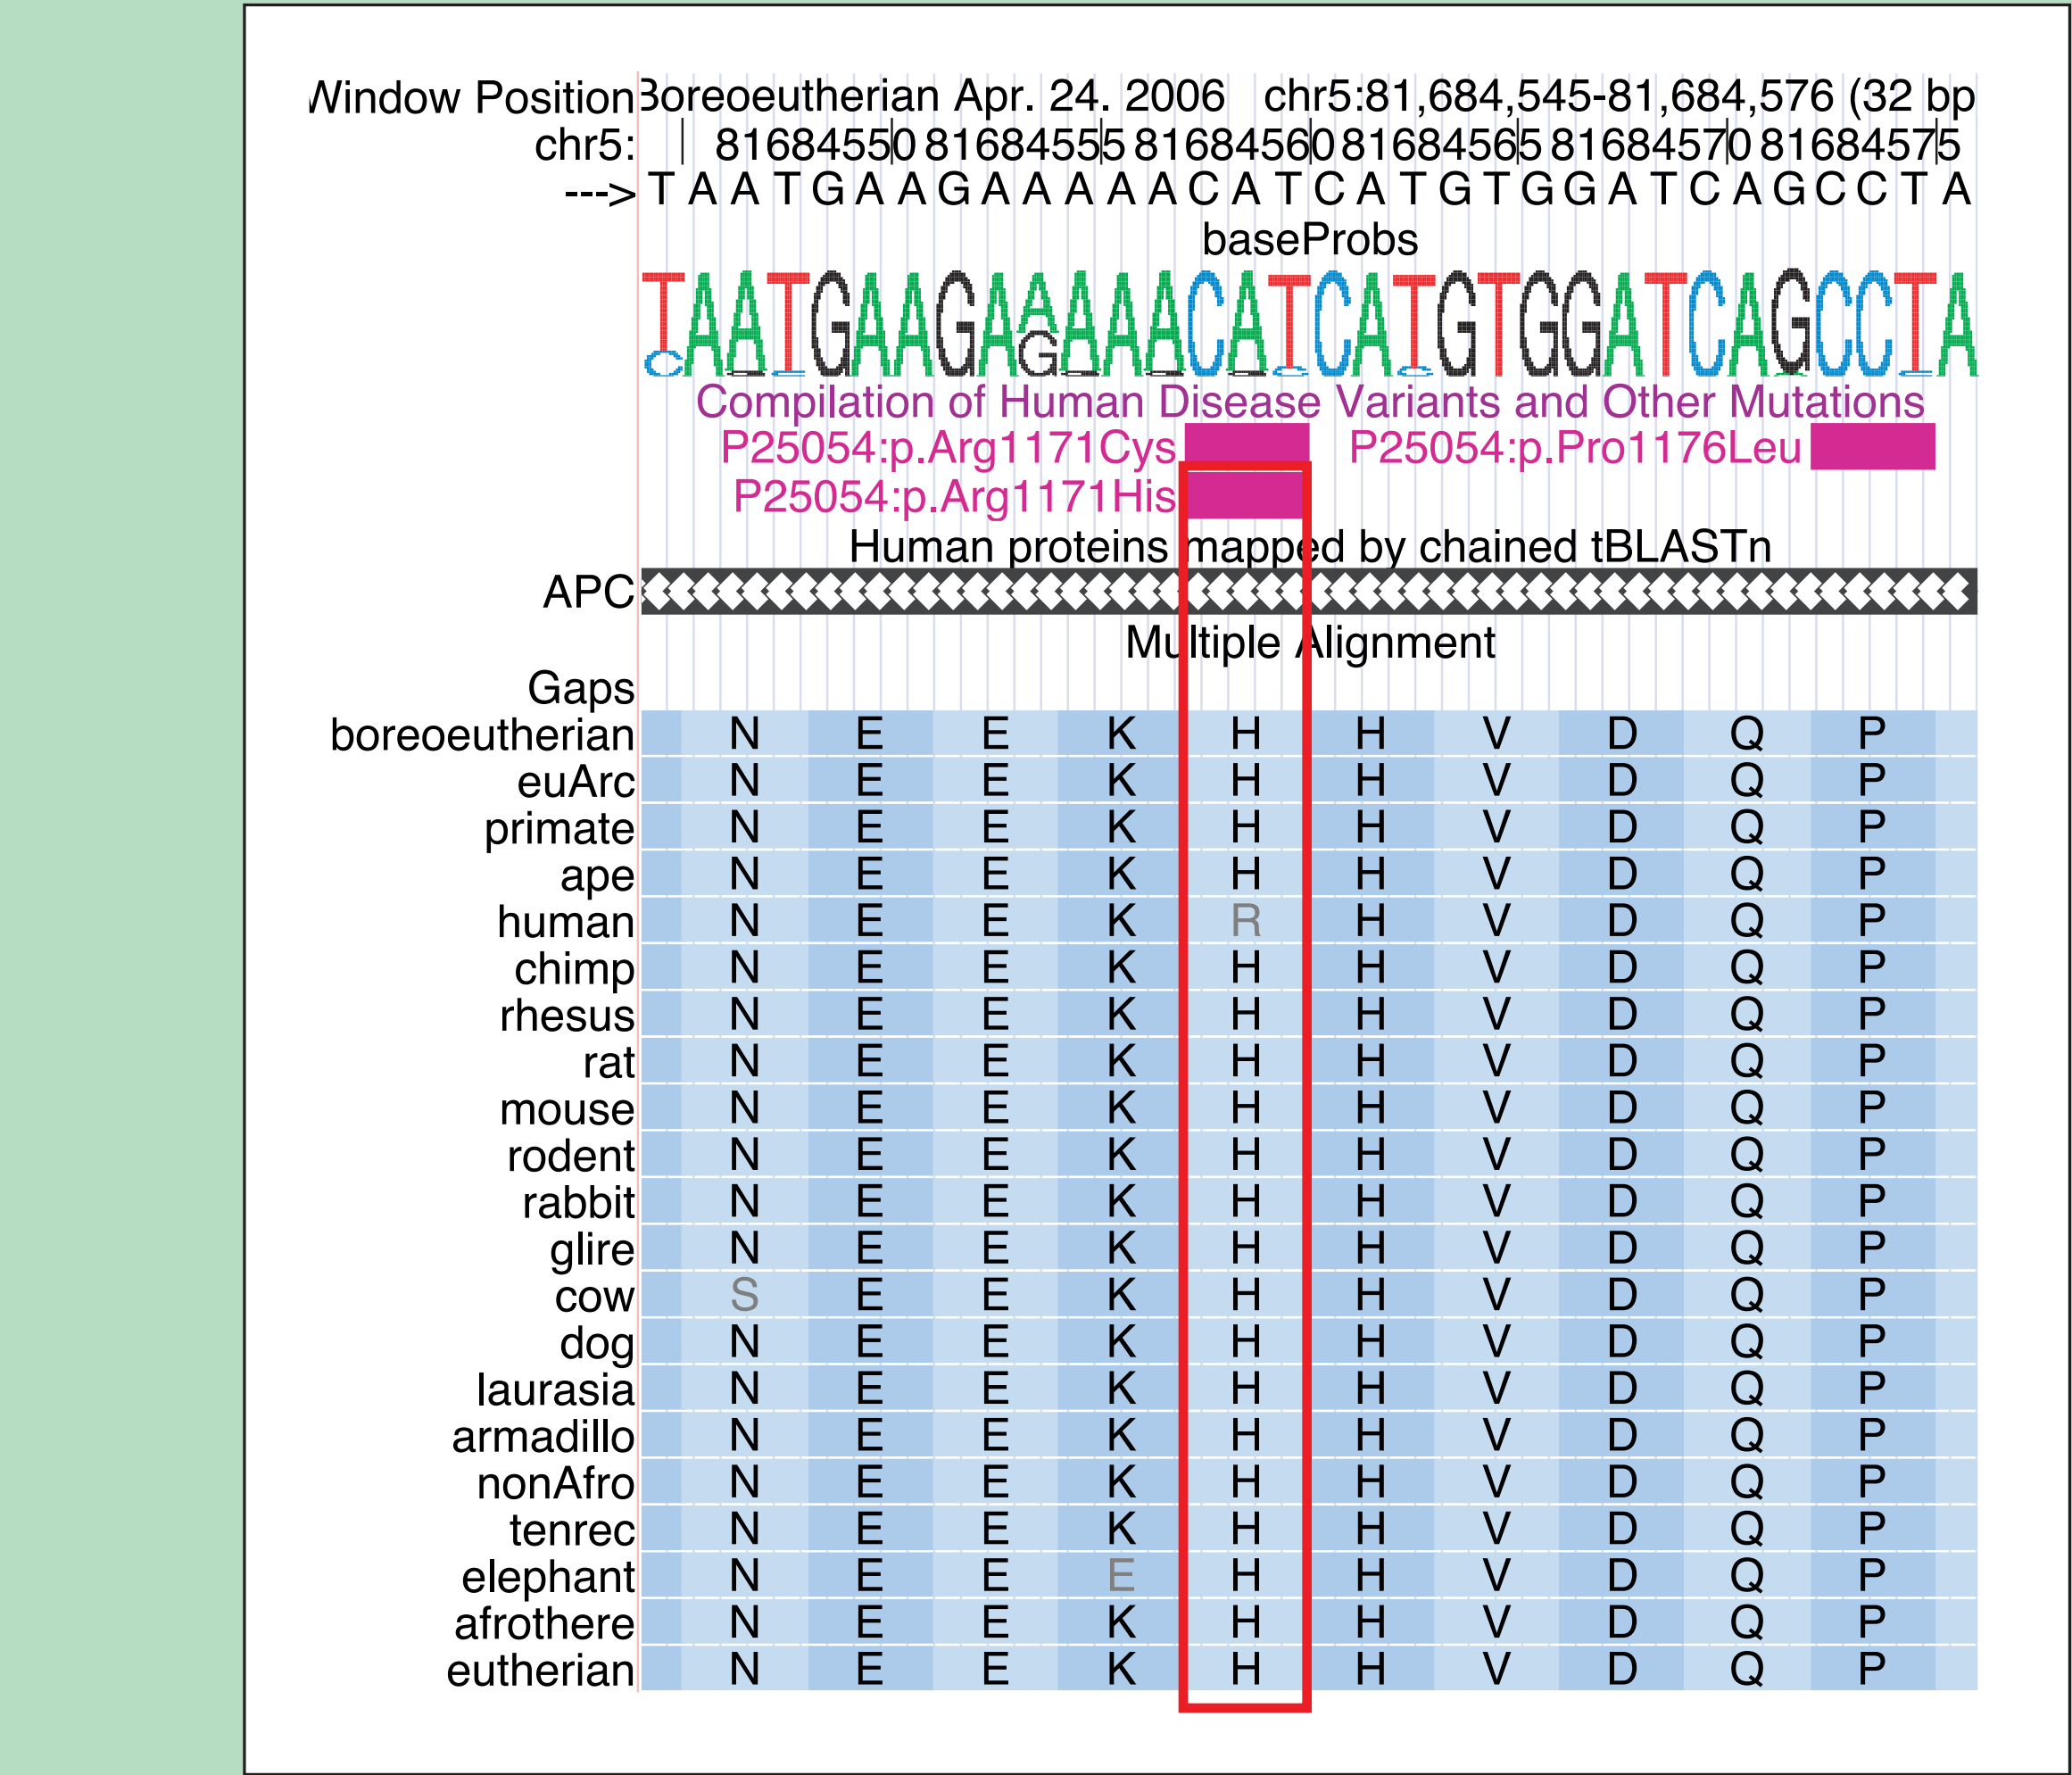 Window Position Boreoeutherian Apr. 24. 2006 chr5:81,684,545-81,684,576 (32 bp
chr5: 81684550 81684555 81684560 81684565 81684570 81684575
---> T A A T G A A G A A A A A C A T C A T G T G G A T C A G C C T A
baseProbs
TAATGAAGAAAAACATCATGTGGATCAGCCTA
C G
Compilation of Human Disease Variants and Other Mutations
P25054:p.Arg1171Cys P25054:p.Pro1176Leu
P25054:p.Arg1171His
Human proteins mapped by chained tBLASTn
APC
Multiple Alignment
Gaps
boreoeutherian N E E K H H V D Q P
euArc N E E K H H V D Q P
primate N E E K H H V D Q P
ape N E E K H H V D Q P
human N E E K R H V D Q P
chimp N E E K H H V D Q P
rhesus N E E K H H V D Q P
rat N E E K H H V D Q P
mouse N E E K H H V D Q P
rodent N E E K H H V D Q P
rabbit N E E K H H V D Q P
glire N E E K H H V D Q P
cow S E E K H H V D Q P
dog N E E K H H V D Q P
laurasia N E E K H H V D Q P
armadillo N E E K H H V D Q P
nonAfro N E E K H H V D Q P
tenrec N E E K H H V D Q P
elephant N E E E H H V D Q P
afrothere N E E K H H V D Q P
eutherian N E E K H H V D Q P